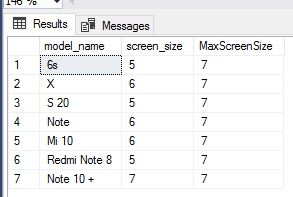 146 %
Results Messages
model_name screen_size MaxScreenSize
1 6s 5 7
2 X 6 7
3 S 20 5 7
4 Note 6 7
5 Mi 10 6 7
6 Redmi Note 8 5 7
7 Note 10 + 7 7